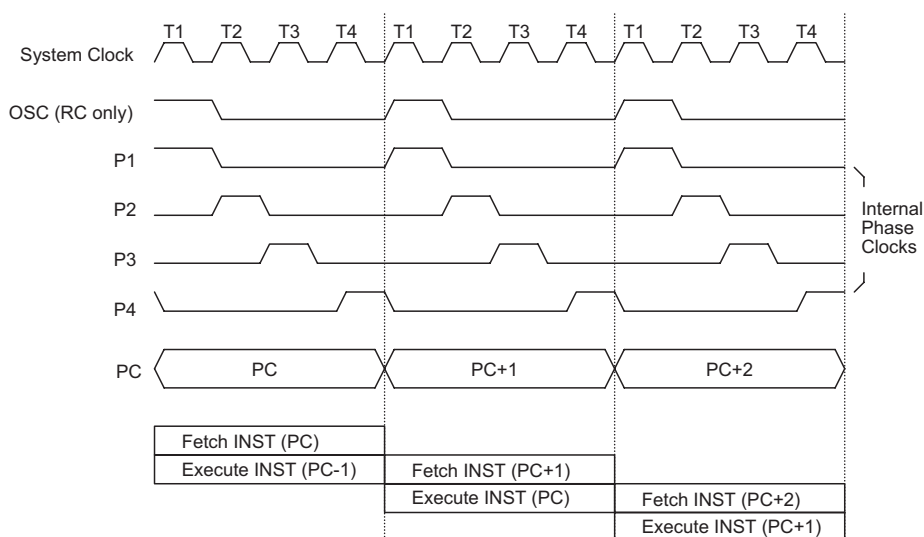 T1 T2 T3 T4 T1 T2 T3 T4 T1 T2 T3 T4
System Clock
OSC (RC only)
P1
P2
P3
P4
Internal
Phase
Clocks
PC PC PC+1 PC+2
Fetch INST (PC)
Execute INST (PC-1) Fetch INST (PC+1)
Execute INST (PC) Fetch INST (PC+2)
Execute INST (PC+1)